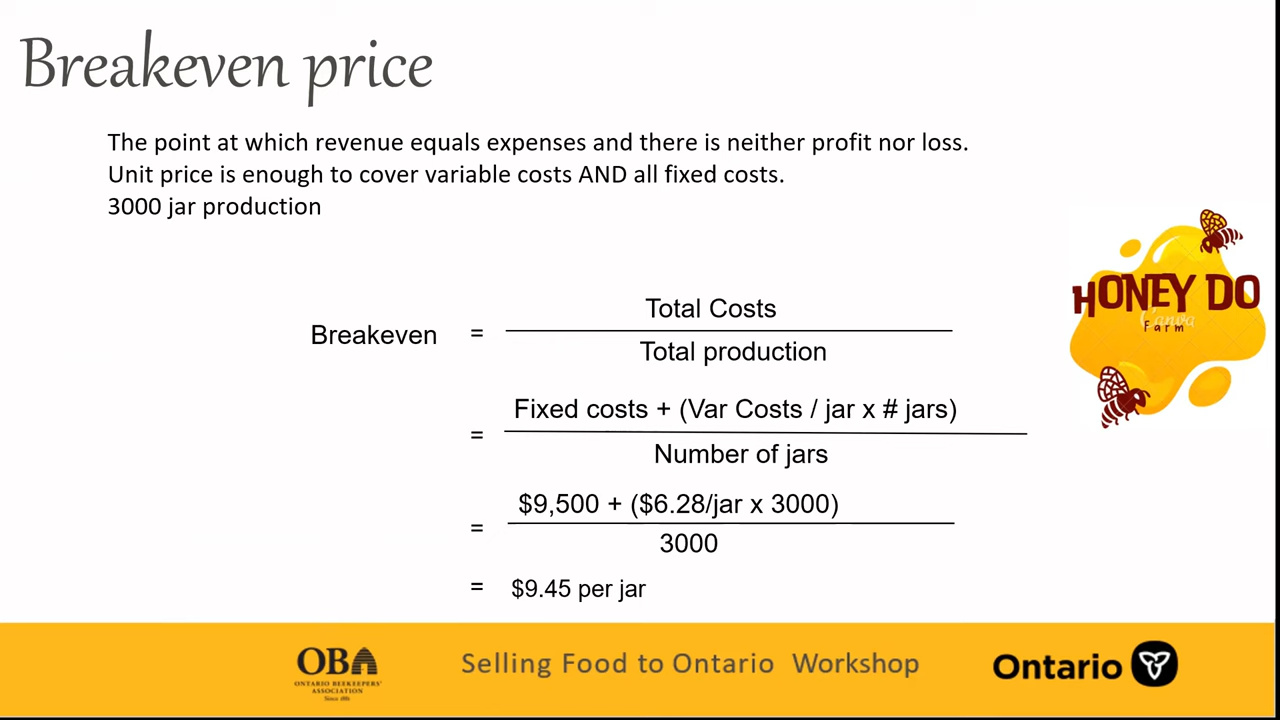 Breakeven price
The point at which revenue equals expenses and there is neither profit nor loss.
Unit price is enough to cover variable costs AND all fixed costs.
3000 jar production
HONEY DO
Canva
Farm
Breakeven = Total Costs
Total production
= Fixed costs + (Var Costs / jar x # jars)
Number of jars
= $9,500 + ($6.28/jar x 3000)
3000
= $9.45 per jar
OBA
ONTARIO BEEKEEPERS'
ASSOCIATION
Since 1881
Selling Food to Ontario Workshop
Ontario